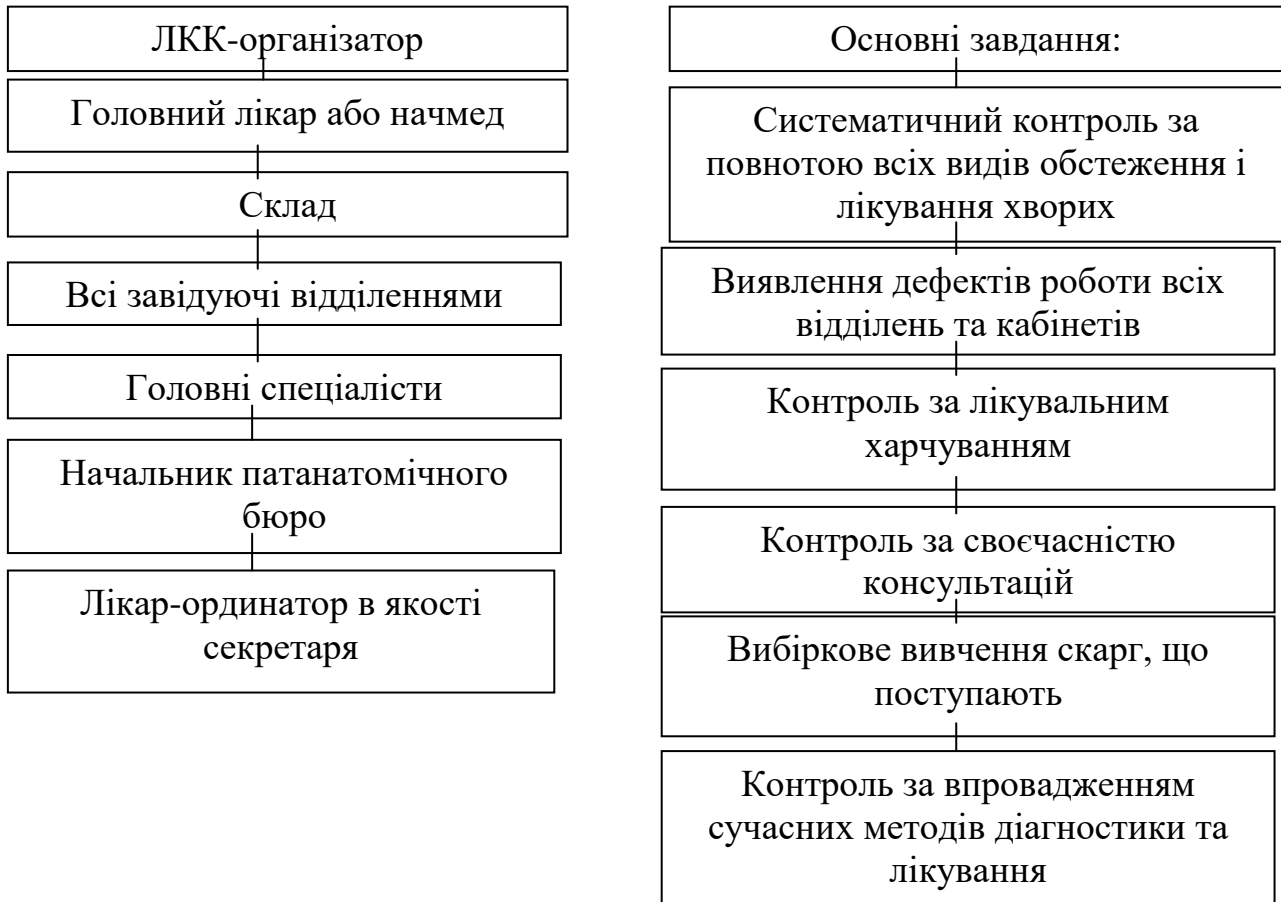 ЛКК-організатор
Головний лікар або начмед
Склад
Всі завідуючі відділеннями
Головні спеціалісти
Начальник патанатомічного
бюро
Лікар-ординатор в якості
секретаря
Основні завдання:
Систематичний контроль за
повнотою всіх видів обстеження і
лікування хворих
Виявлення дефектів роботи всіх
відділень та кабінетів
Контроль за лікувальним
харчуванням
Контроль за своєчасністю
консультацій
Вибіркове вивчення скарг, що
поступають
Контроль за впровадженням
сучасних методів діагностики та
лікування